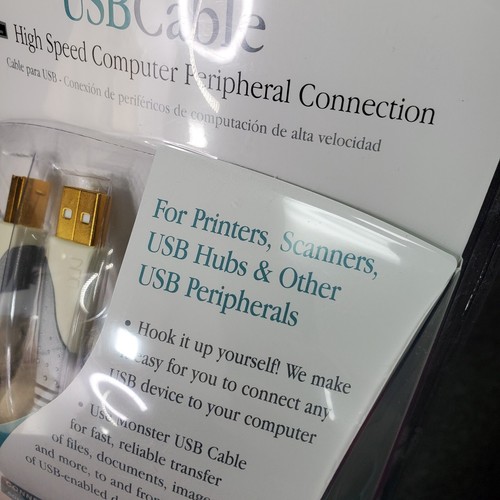 USBCable
High Speed Computer Peripheral Connection
Cable para USB - Conexión de periféricos de computación de alta velocidad
For Printers, Scanners,
USB Hubs & Other
USB Peripherals
• Hook it up yourself! We make
easy for you to connect any
USB device to your computer
• Use Monster USB Cable
for fast, reliable transfer
of files, documents,
and more, to and from
of USB-enabled